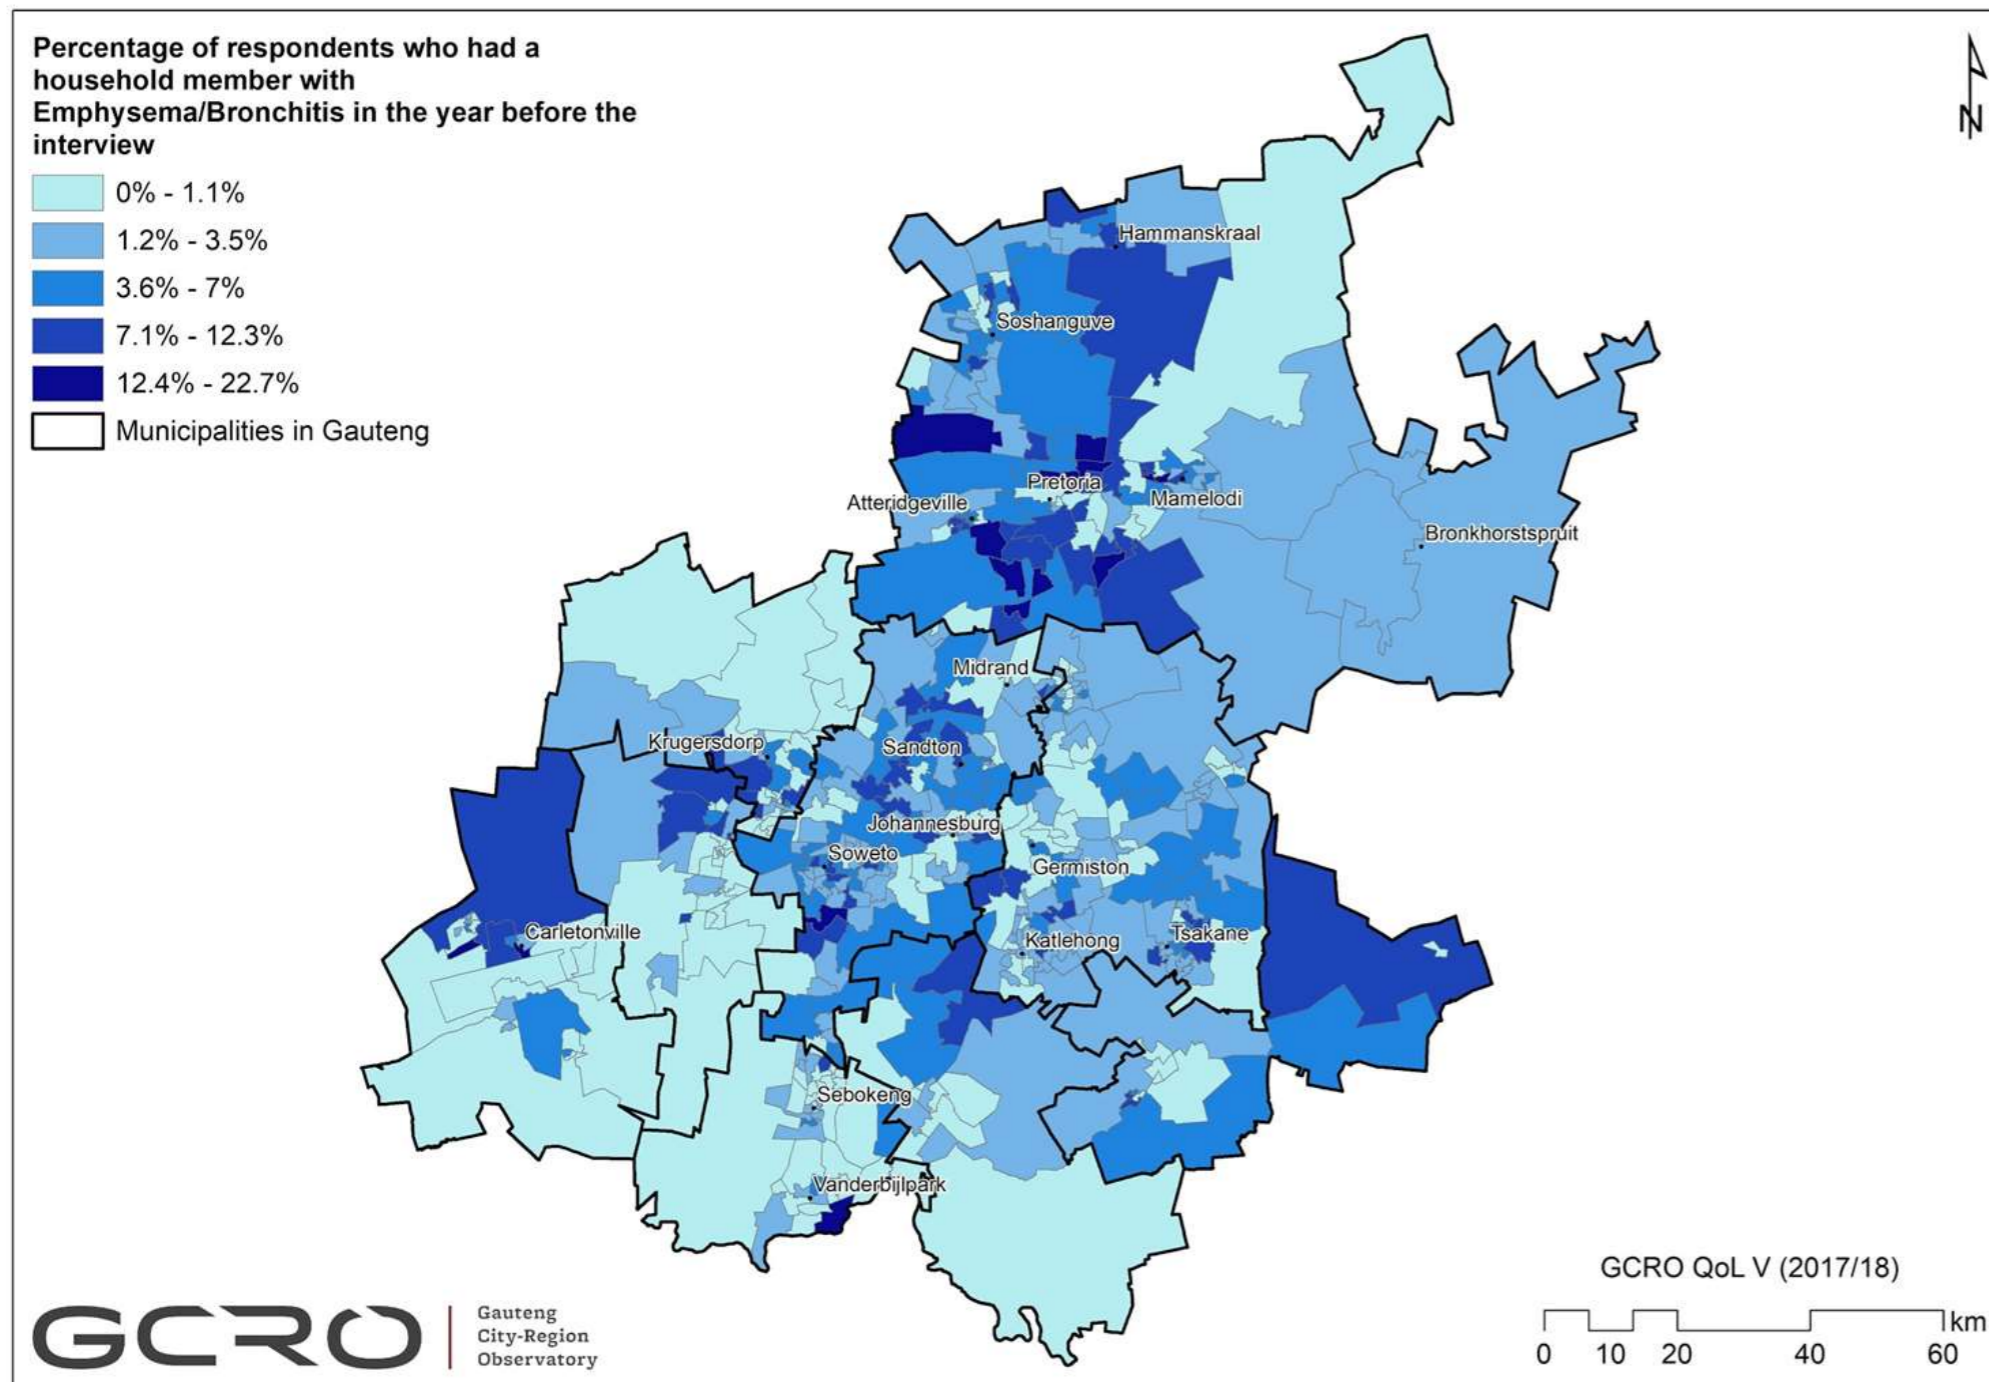 Percentage of respondents who had a
household member with
Emphysema/Bronchitis in the year before the
interview
0% - 1.1%
1.2% - 3.5%
3.6% - 7%
7.1% - 12.3%
12.4% - 22.7%
Municipalities in Gauteng
N
Hammanskraal
Soshanguve
Pretoria
Atteridgeville
Mamelodi
Bronkhorstspruit
Midrand
Krugersdorp
Sandton
Johannesburg
Soweto
Germiston
Carletonville
Katlehong
Tsakane
Sebokeng
Vanderbijlpark
GCRO QoL V (2017/18)
km
0 10 20 40 60
GCRO
Gauteng
City-Region
Observatory